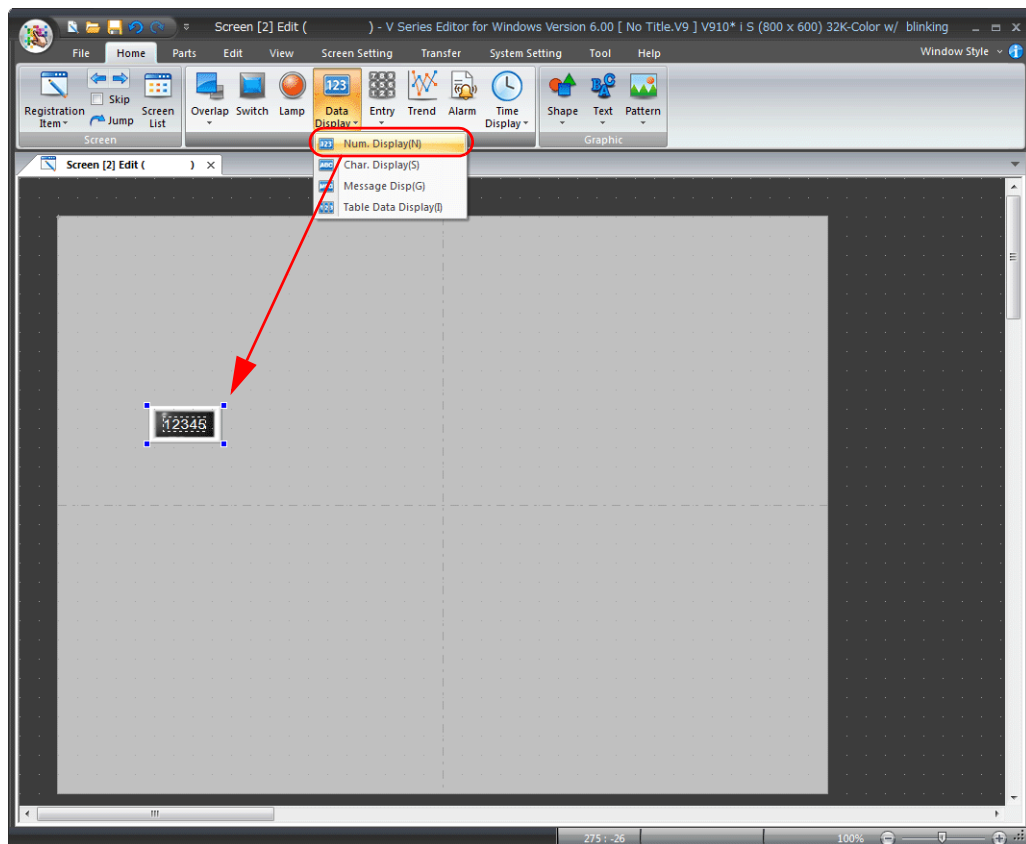 Screen [2] Edit ( ) - V Series Editor for Windows Version 6.00 [ No Title.V9 ] V910* i S (800 x 600) 32K-Color w/ blinking
File Home Parts Edit View Screen Setting Transfer System Setting Tool Help Window Style
Registration Item
Skip
Jump
Screen List
Overlap Switch Lamp
123
Data Display
Entry Trend Alarm
Time Display
Shape Text Pattern
Screen
Graphic
123 Num. Display(N)
ABC Char. Display(S)
Message Disp(G)
Table Data Display(I)
Screen [2] Edit ( ) X
12345
275 : -26
100%